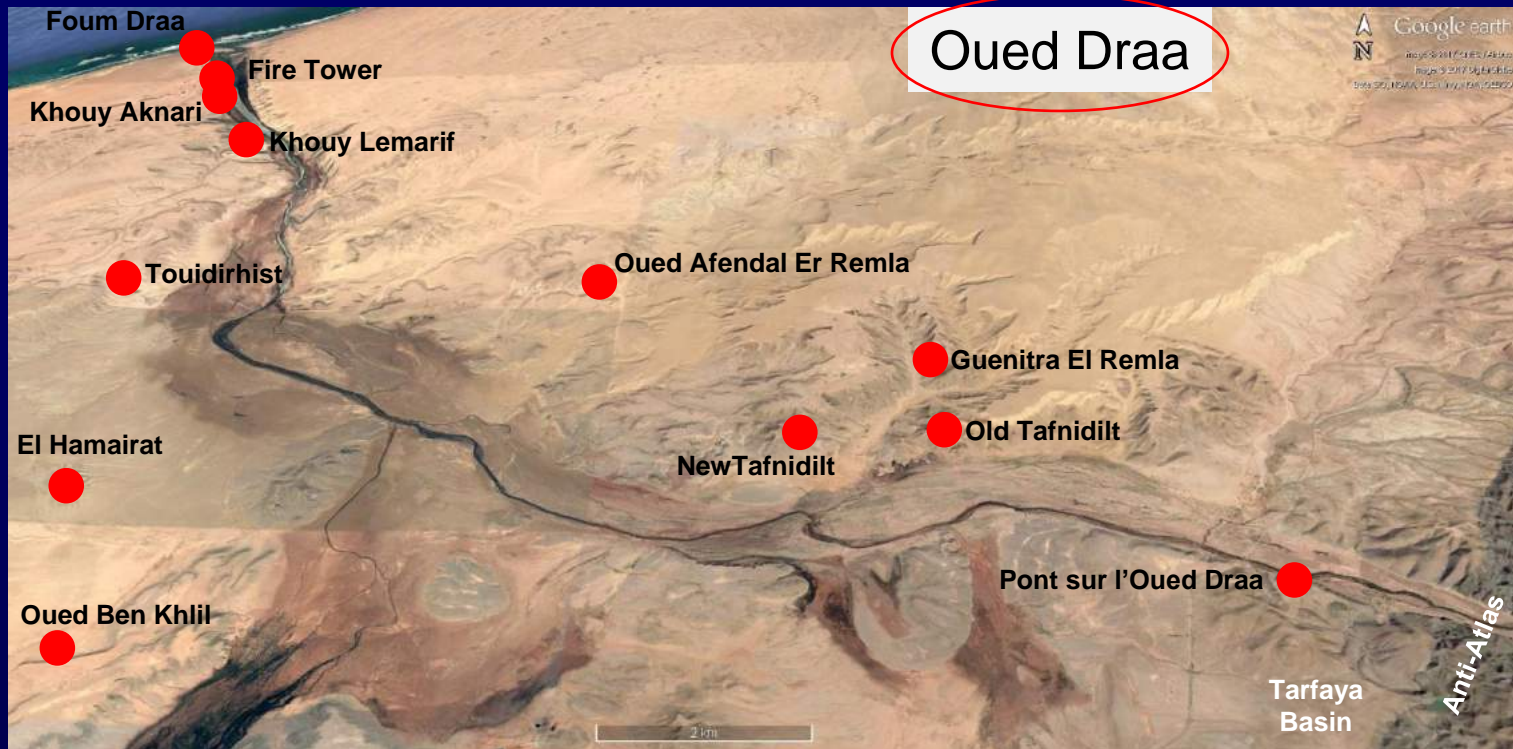 Foum Draa
Oued Draa
Google earth
N
Fire Tower
Khouy Aknari
Khouy Lemarif
Touidirhist
Oued Afendal Er Remla
Guenitra El Remla
El Hamairat
Old Tafnidilt
NewTafnidilt
Pont sur l’Oued Draa
Oued Ben Khlil
Anti-Atlas
Tarfaya
Basin
2 km